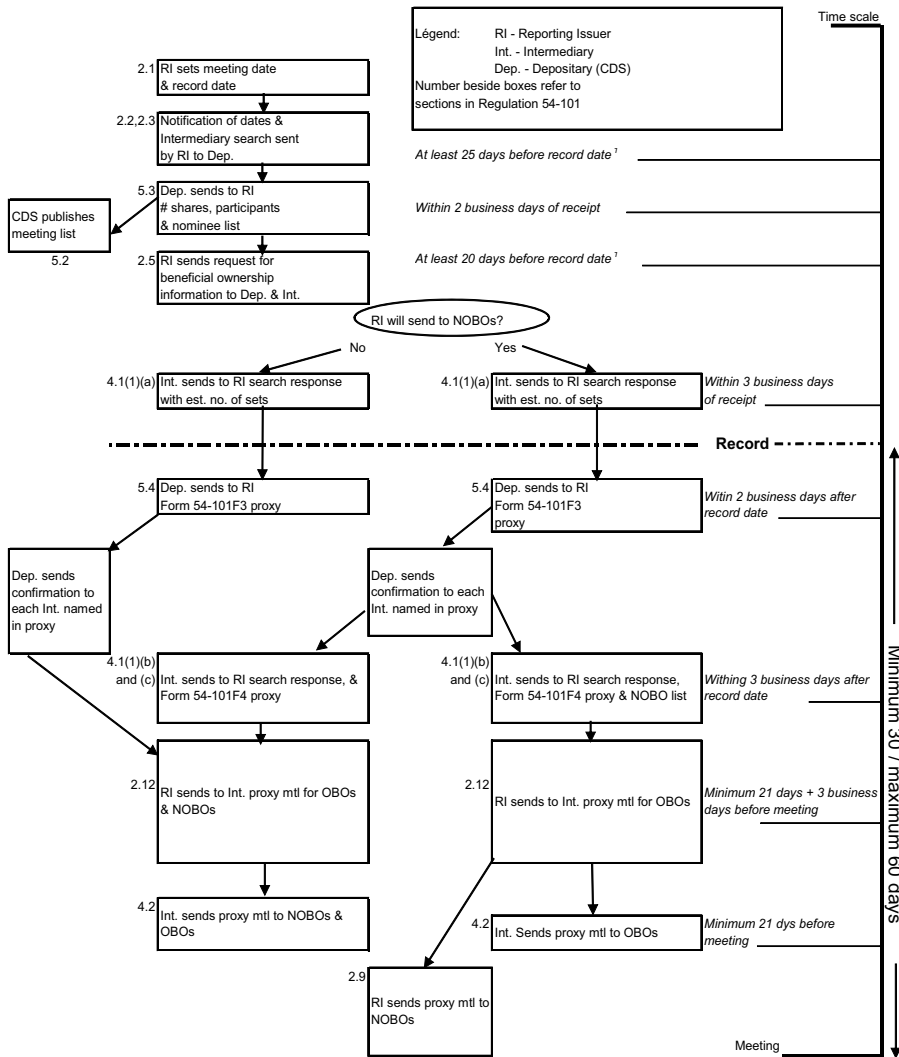 Time scale
Légend: RI - Reporting Issuer
Int. - Intermediary
Dep. - Depositary (CDS)
Number beside boxes refer to
sections in Regulation 54-101
2.1 RI sets meeting date
& record date
2.2,2.3 Notification of dates &
Intermediary search sent
by RI to Dep.
At least 25 days before record date 1
5.3 Dep. sends to RI
# shares, participants
& nominee list
Within 2 business days of receipt
CDS publishes
meeting list
5.2
2.5 RI sends request for
beneficial ownership
information to Dep. & Int.
At least 20 days before record date 1
RI will send to NOBOs?
No
Yes
4.1(1)(a) Int. sends to RI search response
with est. no. of sets
4.1(1)(a) Int. sends to RI search response
with est. no. of sets
Within 3 business days
of receipt
Record
5.4 Dep. sends to RI
Form 54-101F3 proxy
5.4 Dep. sends to RI
Form 54-101F3
proxy
Witin 2 business days after
record date
Dep. sends
confirmation to
each Int. named
in proxy
Dep. sends
confirmation to each
Int. named in proxy
4.1(1)(b)
and (c) Int. sends to RI search response, &
Form 54-101F4 proxy
4.1(1)(b)
and (c) Int. sends to RI search response,
Form 54-101F4 proxy & NOBO list
Withing 3 business days after
record date
Minimum 30 / maximum 60 days
2.12
RI sends to Int. proxy mtl for OBOs
& NOBOs
2.12
RI sends to Int. proxy mtl for OBOs
Minimum 21 days + 3 business
days before meeting
4.2
Int. sends proxy mtl to NOBOs &
OBOs
4.2
Int. Sends proxy mtl to OBOs
Minimum 21 dys before
meeting
2.9
RI sends proxy mtl to
NOBOs
Meeting